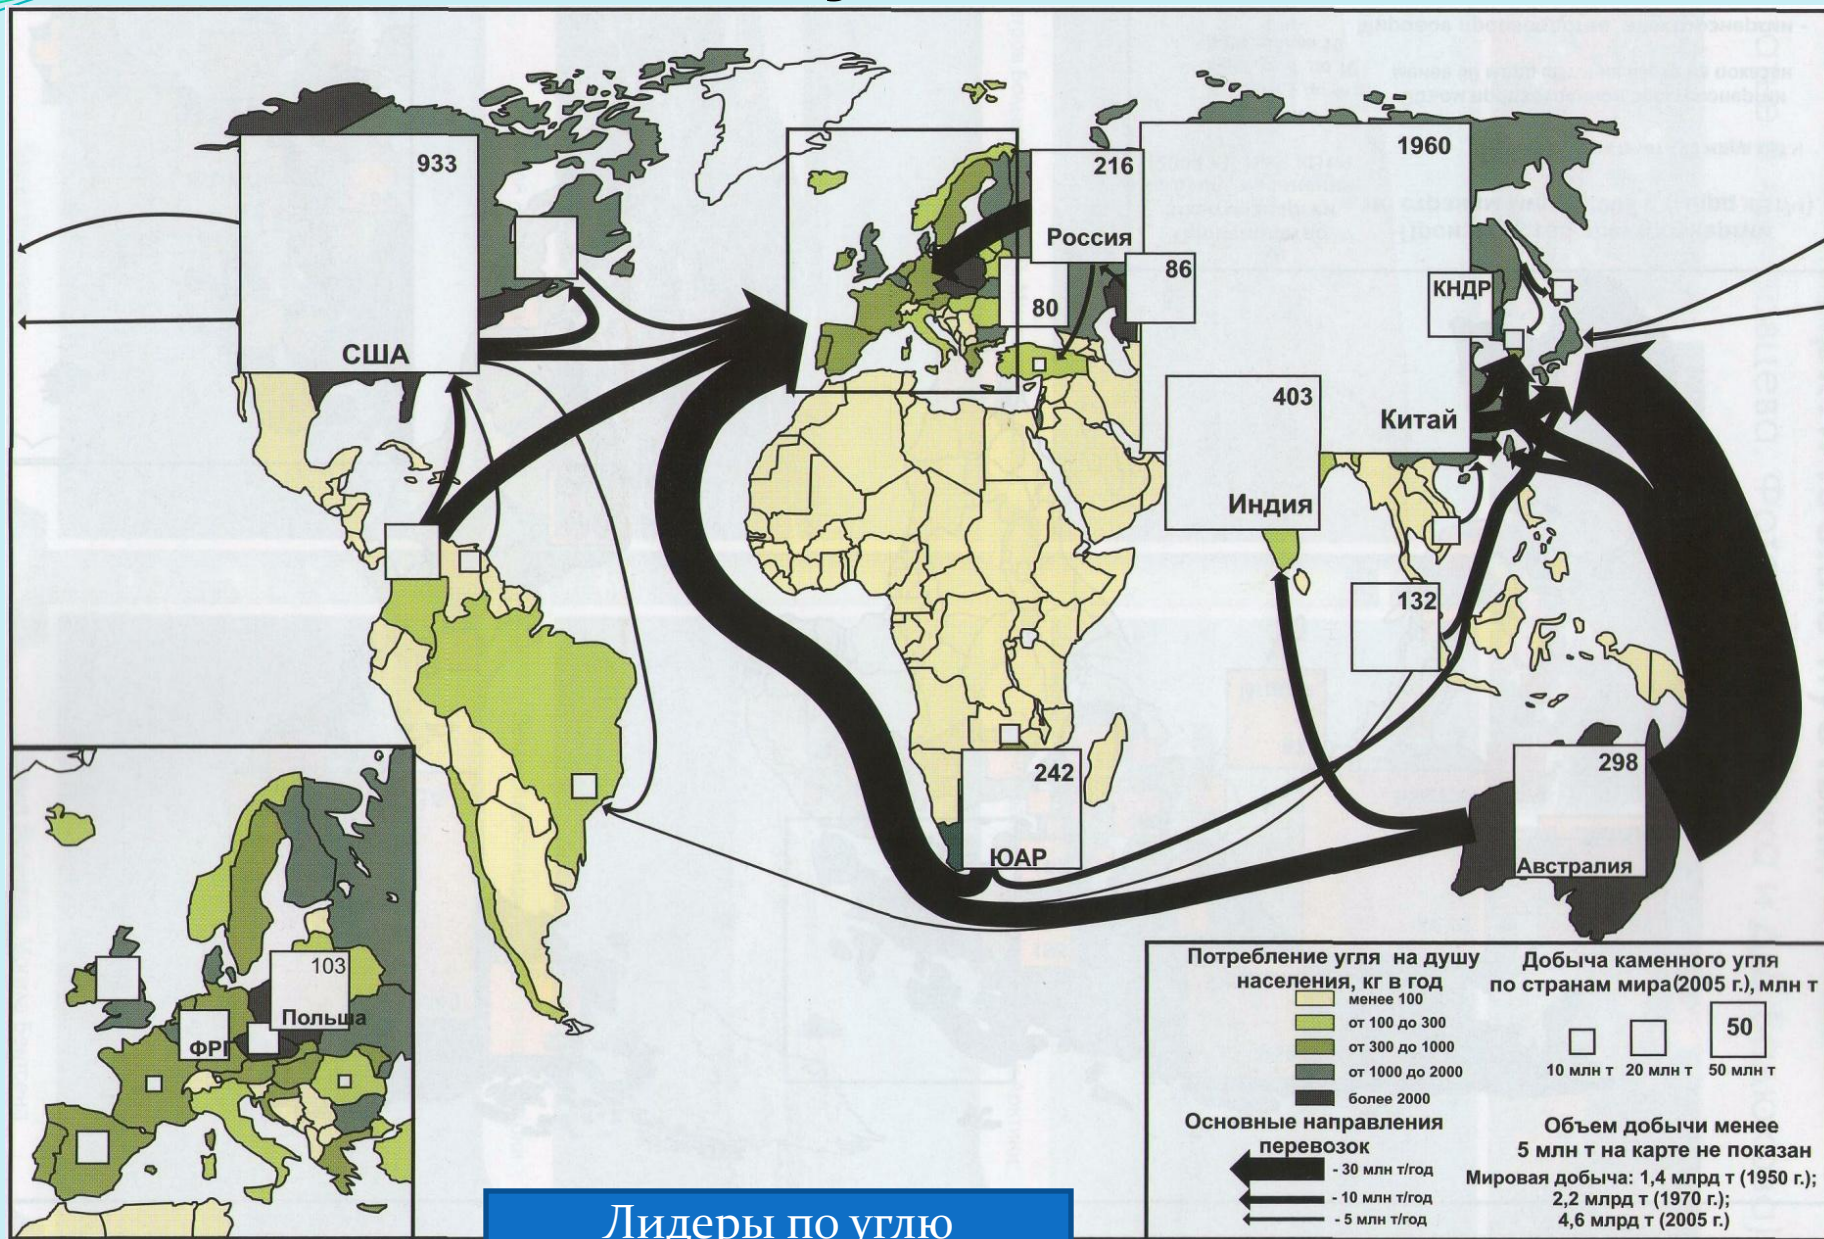 933
США
216
Россия
1960
Китай
86
80
КНДР
403
Индия
132
242
ЮАР
298
Австралия
103
Польша
ФРГ
Потребление угля на душу
населения, кг в год
менее 100
от 100 до 300
от 300 до 1000
от 1000 до 2000
более 2000
Основные направления
перевозок
- 30 млн т/год
- 10 млн т/год
- 5 млн т/год
Добыча каменного угля
по странам мира(2005 г.), млн т
50
10 млн т 20 млн т 50 млн т
Объем добычи менее
5 млн т на карте не показан
Мировая добыча: 1,4 млрд т (1950 г.);
2,2 млрд т (1970 г.);
4,6 млрд т (2005 г.)
Лидеры по углю